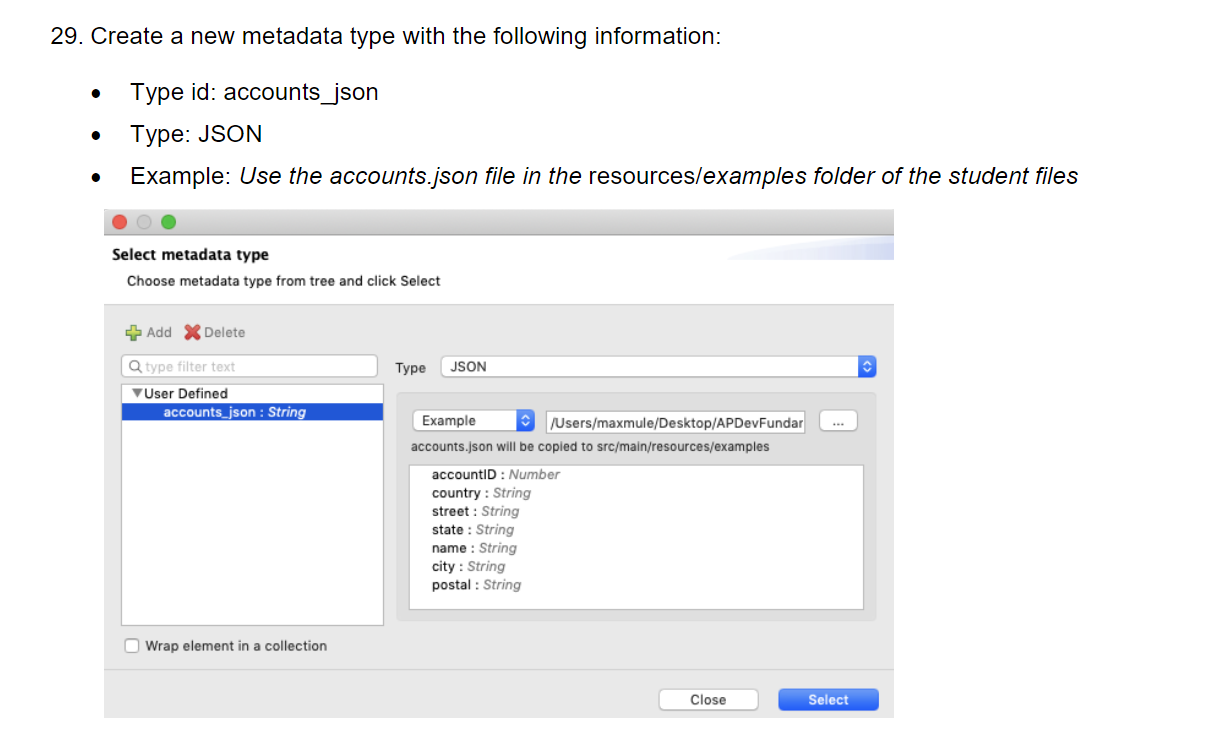 29. Create a new metadata type with the following information:
• Type id: accounts_json
• Type: JSON
• Example: Use the accounts.json file in the resources/examples folder of the student files
Select metadata type
Choose metadata type from tree and click Select
Add Delete
type filter text
Type JSON
User Defined
accounts_json : String
Example /Users/maxmule/Desktop/APDevFundar ...
accounts.json will be copied to src/main/resources/examples
accountID : Number
country : String
street : String
state : String
name : String
city : String
postal : String
Wrap element in a collection
Close Select